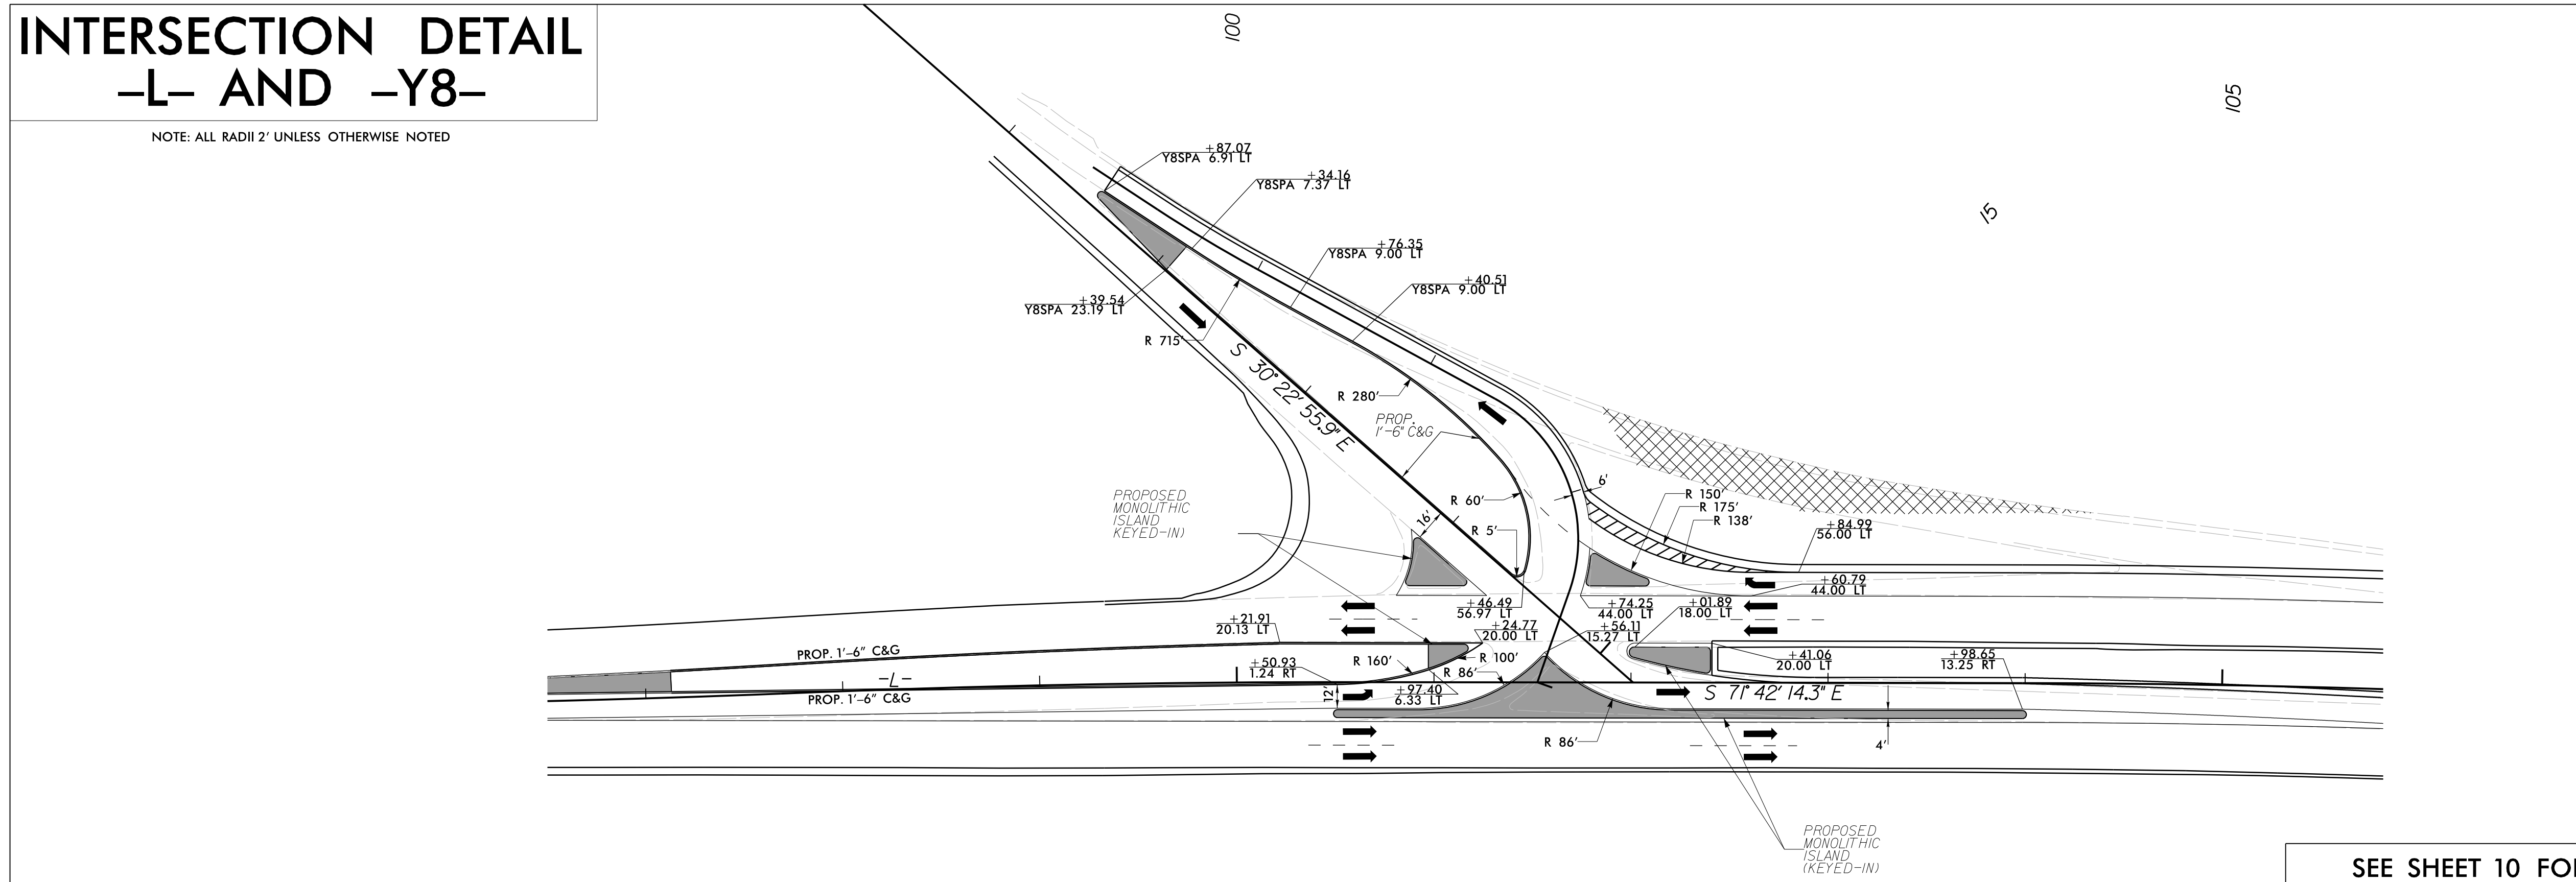 INTERSECTION DETAIL
–L– AND –Y8–
NOTE: ALL RADII 2' UNLESS OTHERWISE NOTED
100
105
15
+87.07
Y8SPA 6.91 LT
+34.16
Y8SPA 7.37 LT
+76.35
Y8SPA 9.00 LT
+40.51
Y8SPA 9.00 LT
+39.54
Y8SPA 23.19 LT
R 715'
S 30° 22' 55.9" E
R 280'
PROP.
1'-6" C&G
PROPOSED
MONOLITHIC
ISLAND
KEYED-IN)
R 60'
16'
R 5'
6'
R 150'
R 175'
R 138'
+84.99
56.00 LT
+60.79
44.00 LT
+46.49
56.97 LT
+74.25
44.00 LT
+01.89
18.00 LT
+21.91
20.13 LT
+24.77
20.00 LT
+56.11
15.27 LT
PROP. 1'–6" C&G
+50.93
1.24 RT
R 160'
R 100'
R 86'
+41.06
20.00 LT
+98.65
13.25 RT
-L-
PROP. 1'–6" C&G
12'
+97.40
6.33 LT
S 71° 42' 14.3" E
R 86'
4'
PROPOSED
MONOLITHIC
ISLAND
(KEYED-IN)
SEE SHEET 10 FO